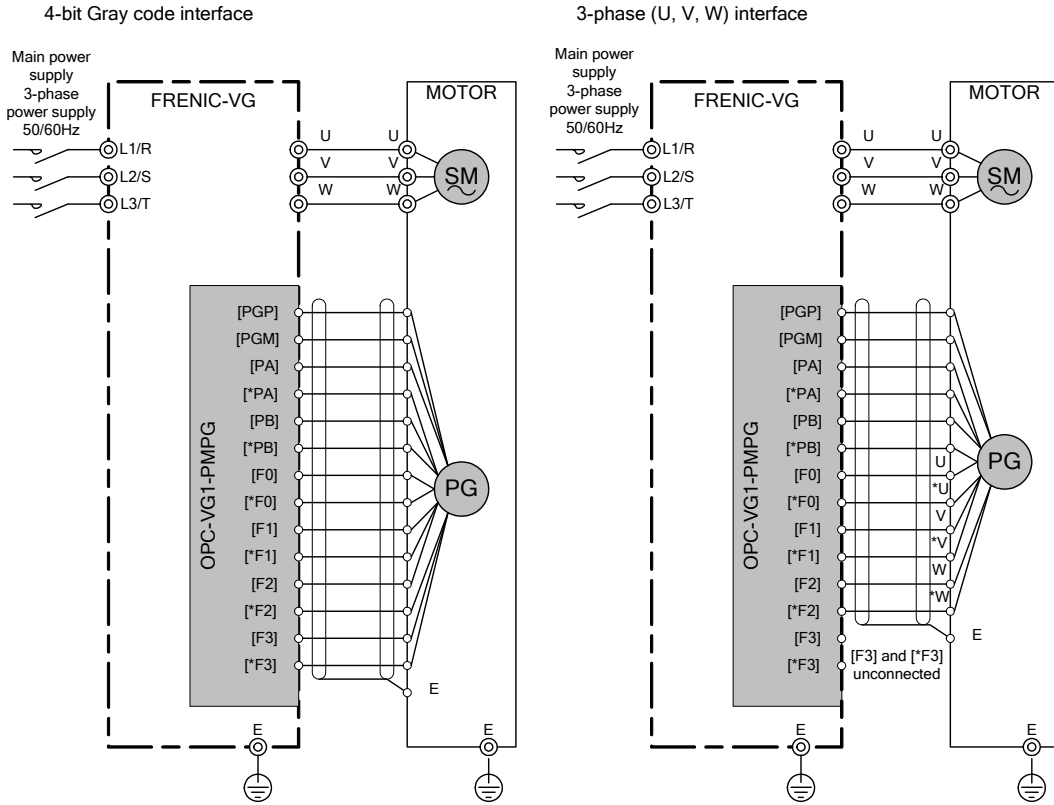 4-bit Gray code interface
Main power
supply
3-phase
power supply
50/60Hz
FRENIC-VG
MOTOR
L1/R
L2/S
L3/T
U
U
V
V
W
W
SM
OPC-VG1-PMPG
[PGP]
[PGM]
[PA]
[*PA]
[PB]
[*PB]
[F0]
[*F0]
[F1]
[*F1]
[F2]
[*F2]
[F3]
[*F3]
PG
E
E
E
3-phase (U, V, W) interface
Main power
supply
3-phase
power supply
50/60Hz
FRENIC-VG
MOTOR
L1/R
L2/S
L3/T
U
U
V
V
W
W
SM
OPC-VG1-PMPG
[PGP]
[PGM]
[PA]
[*PA]
[PB]
[*PB]
[F0]
[*F0]
[F1]
[*F1]
[F2]
[*F2]
[F3]
[*F3]
U
*U
V
*V
W
*W
PG
E
[F3] and [*F3]
unconnected
E
E